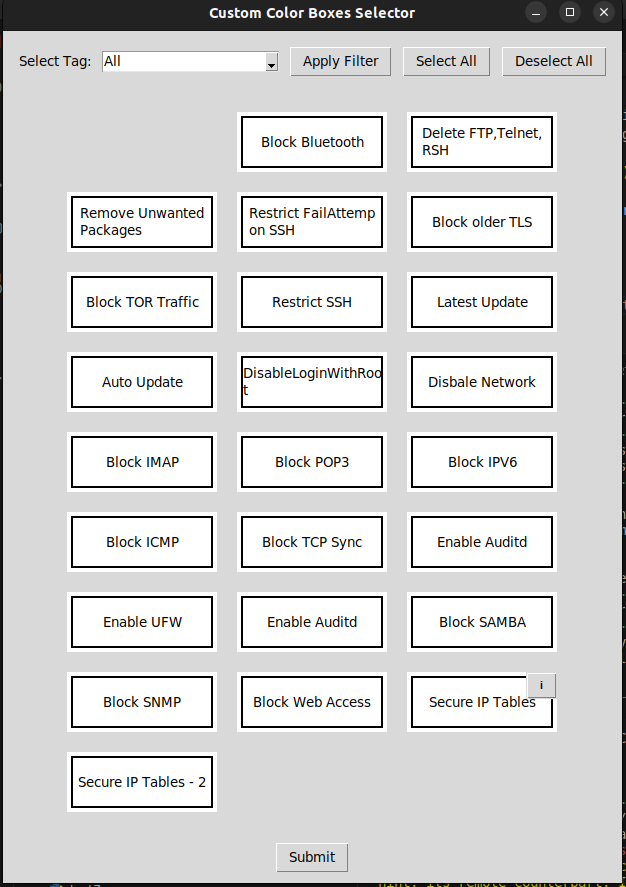 Custom Color Boxes Selector
Select Tag: All Apply Filter Select All Deselect All
Block Bluetooth
Delete FTP,Telnet,
RSH
Remove Unwanted
Packages
Restrict FailAttemp
on SSH
Block older TLS
Block TOR Traffic
Restrict SSH
Latest Update
Auto Update
DisableLoginWithRoo
t
Disbale Network
Block IMAP
Block POP3
Block IPV6
Block ICMP
Block TCP Sync
Enable Auditd
Enable UFW
Enable Auditd
Block SAMBA
Block SNMP
Block Web Access
Secure IP Tables
i
Secure IP Tables - 2
Submit